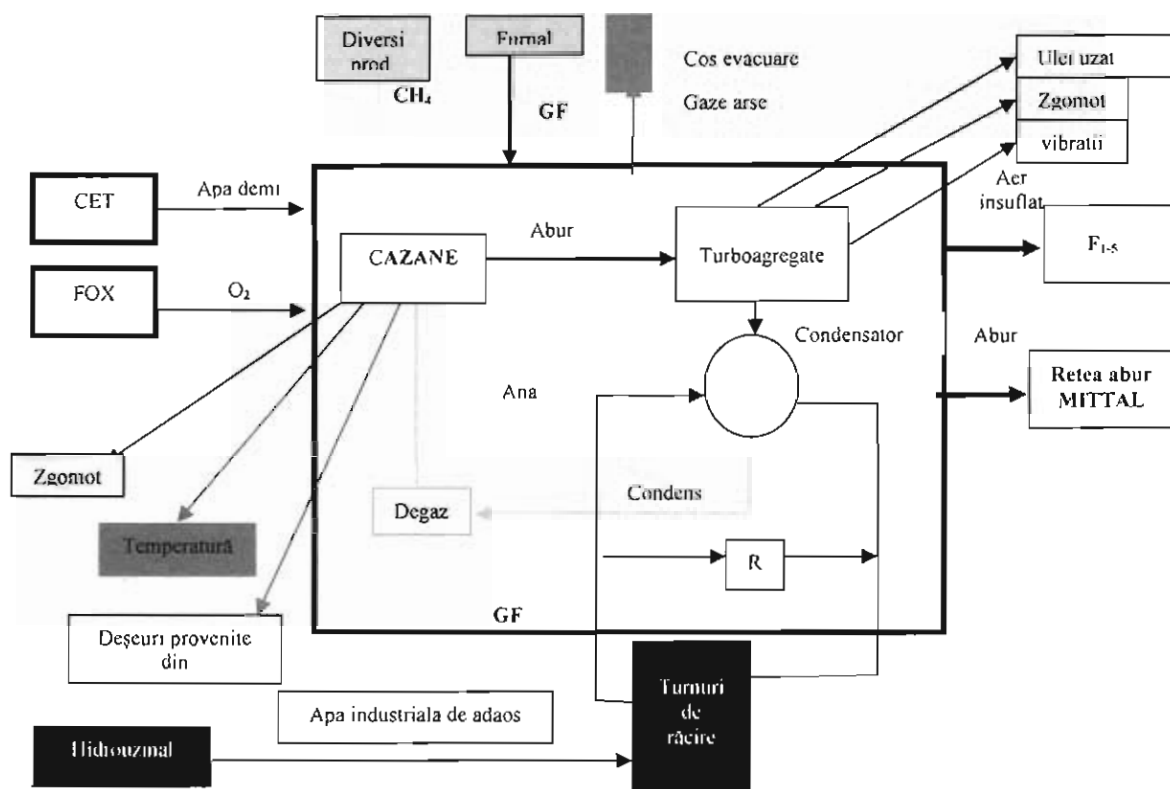 Diversi
prod
CH₄
Furnal
GF
Cos evacuare
Gaze arse
Ulei uzat
Zgomot
vibratii
CET
Apa demi
Aer
insuflat
F₁₋₅
FOX
O₂
CAZANE
Abur
Turboagregate
Condensator
Abur
Retea abur
MITTAL
Ana
Zgomot
Degaz
Condens
Temperatură
R
GF
Deșeuri provenite
din
Apa industriala de adaos
Turnuri
de
răcire
Hidrouzinal